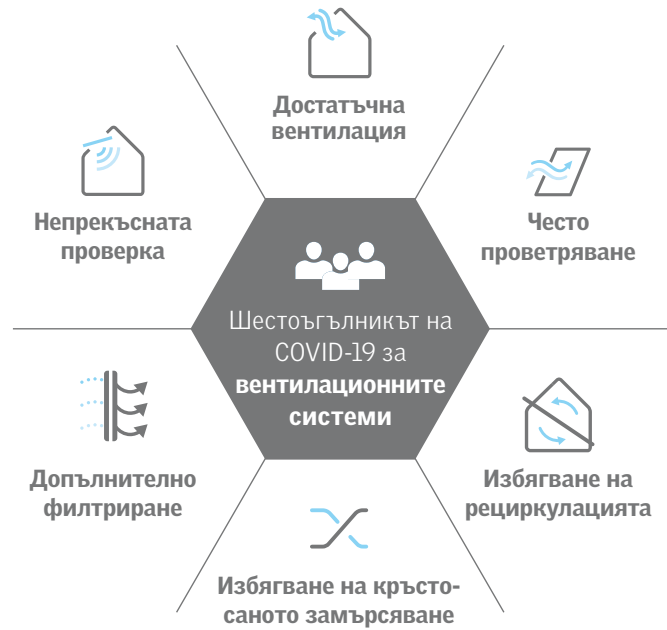 Достатъчна
вентилация
Непрекъсната
проверка
Често
проветряване
Шестоъгълникът на
COVID-19 за
вентилационните
системи
Допълнително
филтриране
Избягване на
рециркулацията
Избягване на кръсто-
саното замърсяване